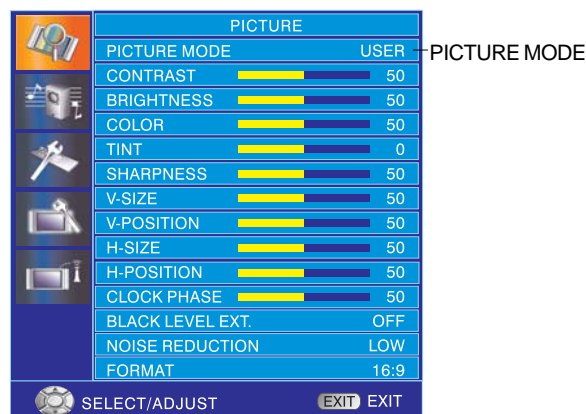 PICTURE
PICTURE MODE USER PICTURE MODE
CONTRAST 50
BRIGHTNESS 50
COLOR 50
TINT 0
SHARPNESS 50
V-SIZE 50
V-POSITION 50
H-SIZE 50
H-POSITION 50
CLOCK PHASE 50
BLACK LEVEL EXT. OFF
NOISE REDUCTION LOW
FORMAT 16:9
SELECT/ADJUST EXIT EXIT